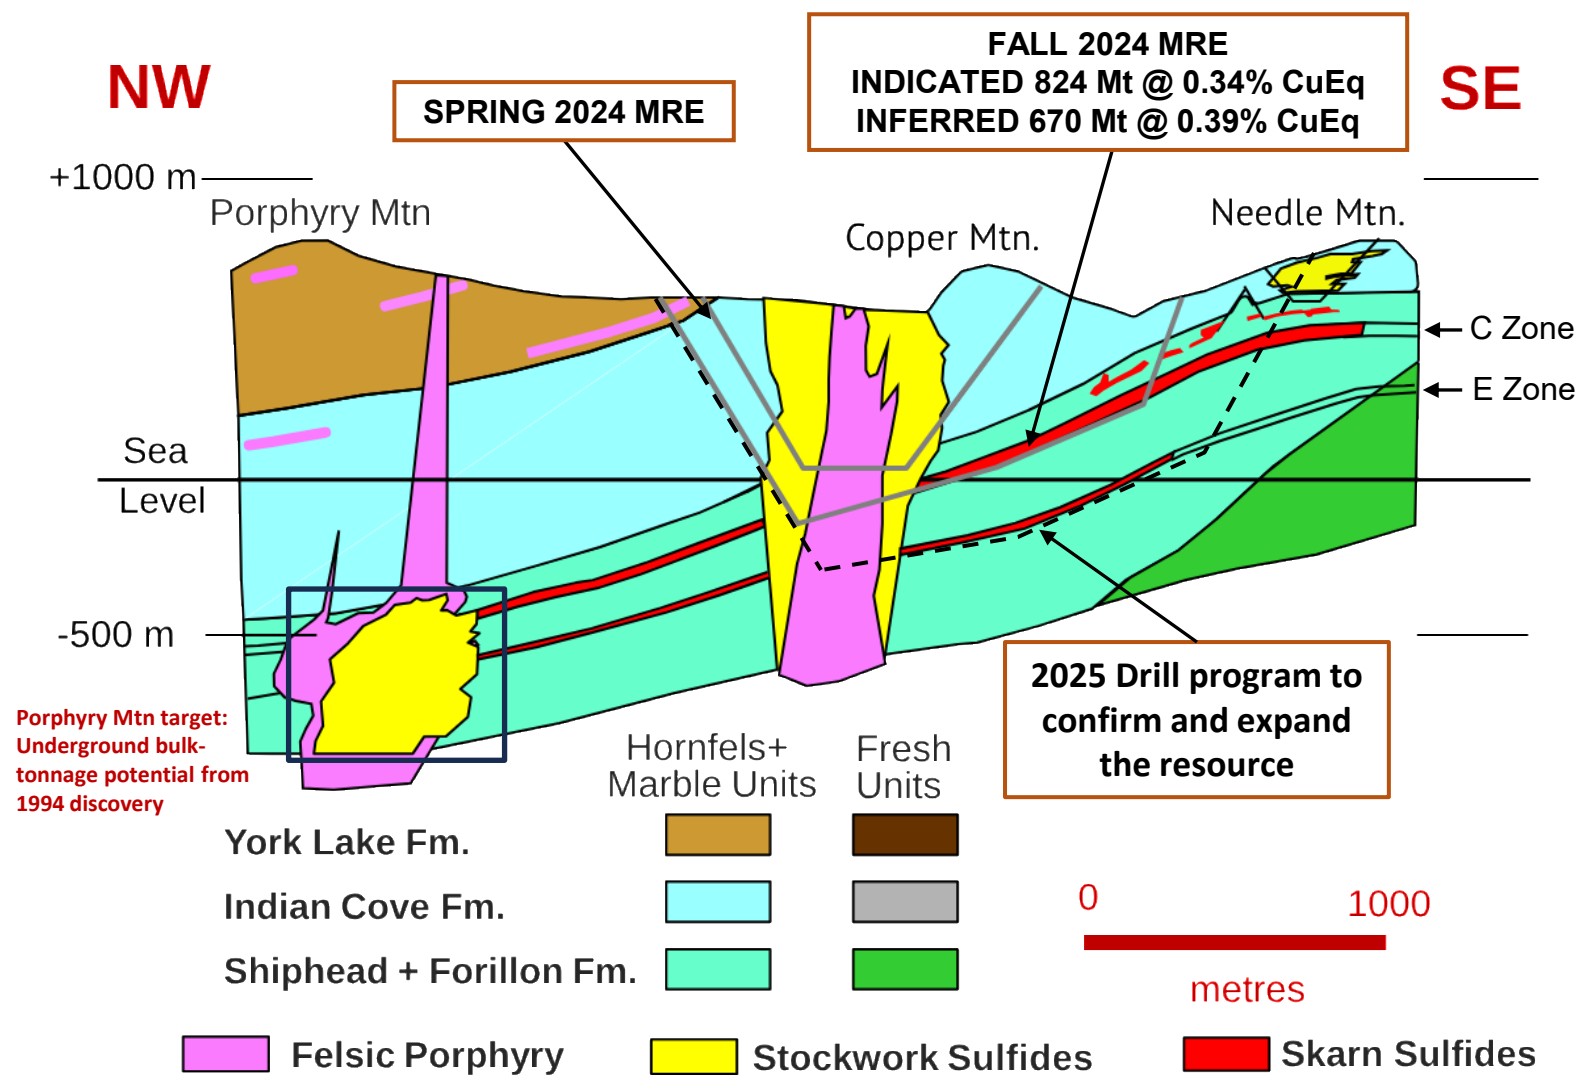 NW
SPRING 2024 MRE
FALL 2024 MRE
INDICATED 824 Mt @ 0.34% CuEq
INFERRED 670 Mt @ 0.39% CuEq
SE
+1000 m
Porphyry Mtn
Copper Mtn.
Needle Mtn.
C Zone
E Zone
Sea
Level
-500 m
Porphyry Mtn target:
Underground bulk-
tonnage potential from
1994 discovery
2025 Drill program to
confirm and expand
the resource
Hornfels+
Marble Units
Fresh
Units
York Lake Fm.
Indian Cove Fm.
Shiphead + Forillon Fm.
0
1000
metres
Felsic Porphyry
Stockwork Sulfides
Skarn Sulfides